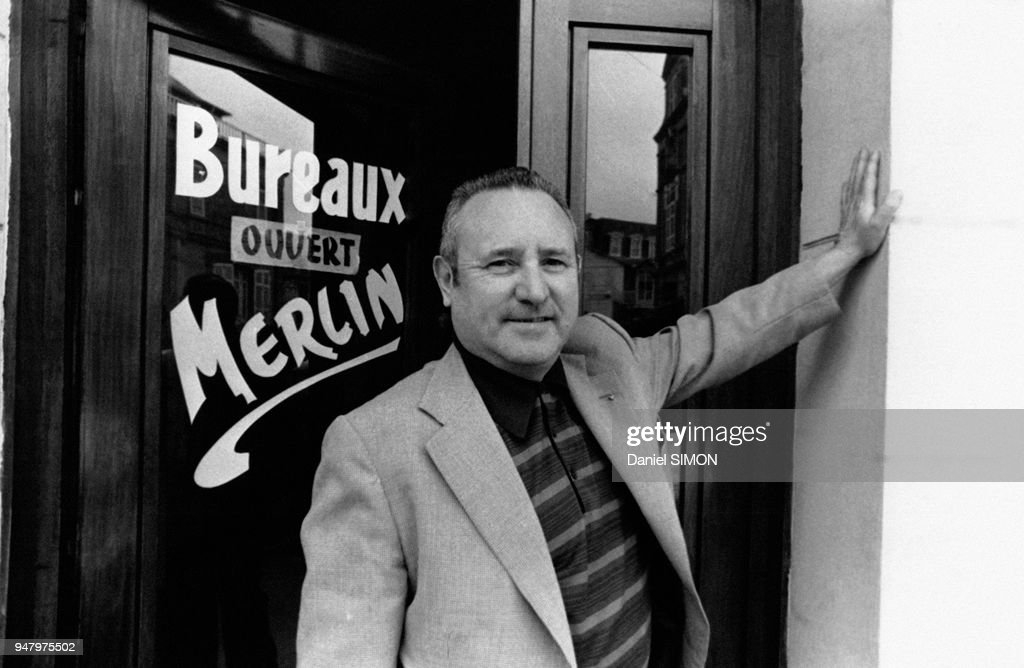 Bureaux
OUVERT
MERLIN
gettyimages®
Daniel SIMON
947975502